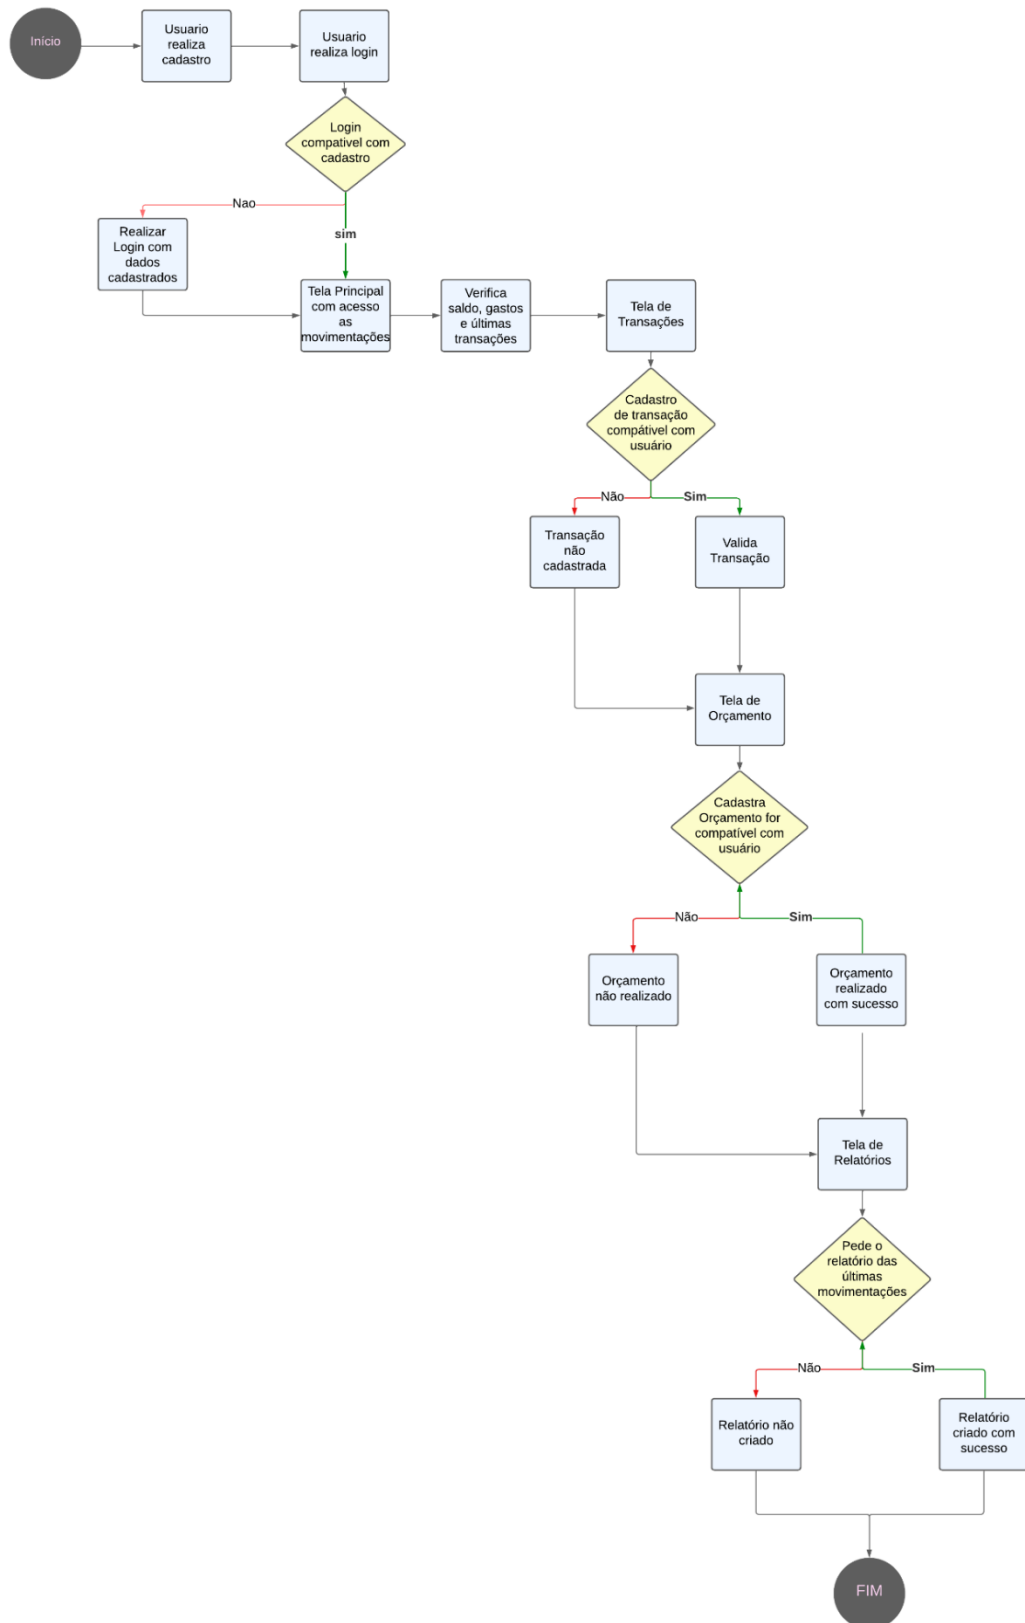 Início
Usuario
realiza
cadastro
Usuario
realiza login
Login
compativel com
cadastro
Nao
sim
Realizar
Login com
dados
cadastrados
Tela Principal
com acesso
as
movimentações
Verifica
saldo, gastos
e últimas
transações
Tela de
Transações
Cadastro
de transação
compátivel com
usuário
Não
Sim
Transação
não
cadastrada
Valida
Transação
Tela de
Orçamento
Cadastra
Orçamento for
compatível com
usuário
Não
Sim
Orçamento
não realizado
Orçamento
realizado
com sucesso
Tela de
Relatórios
Pede o
relatório das
últimas
movimentações
Não
Sim
Relatório não
criado
Relatório
criado com
sucesso
FIM